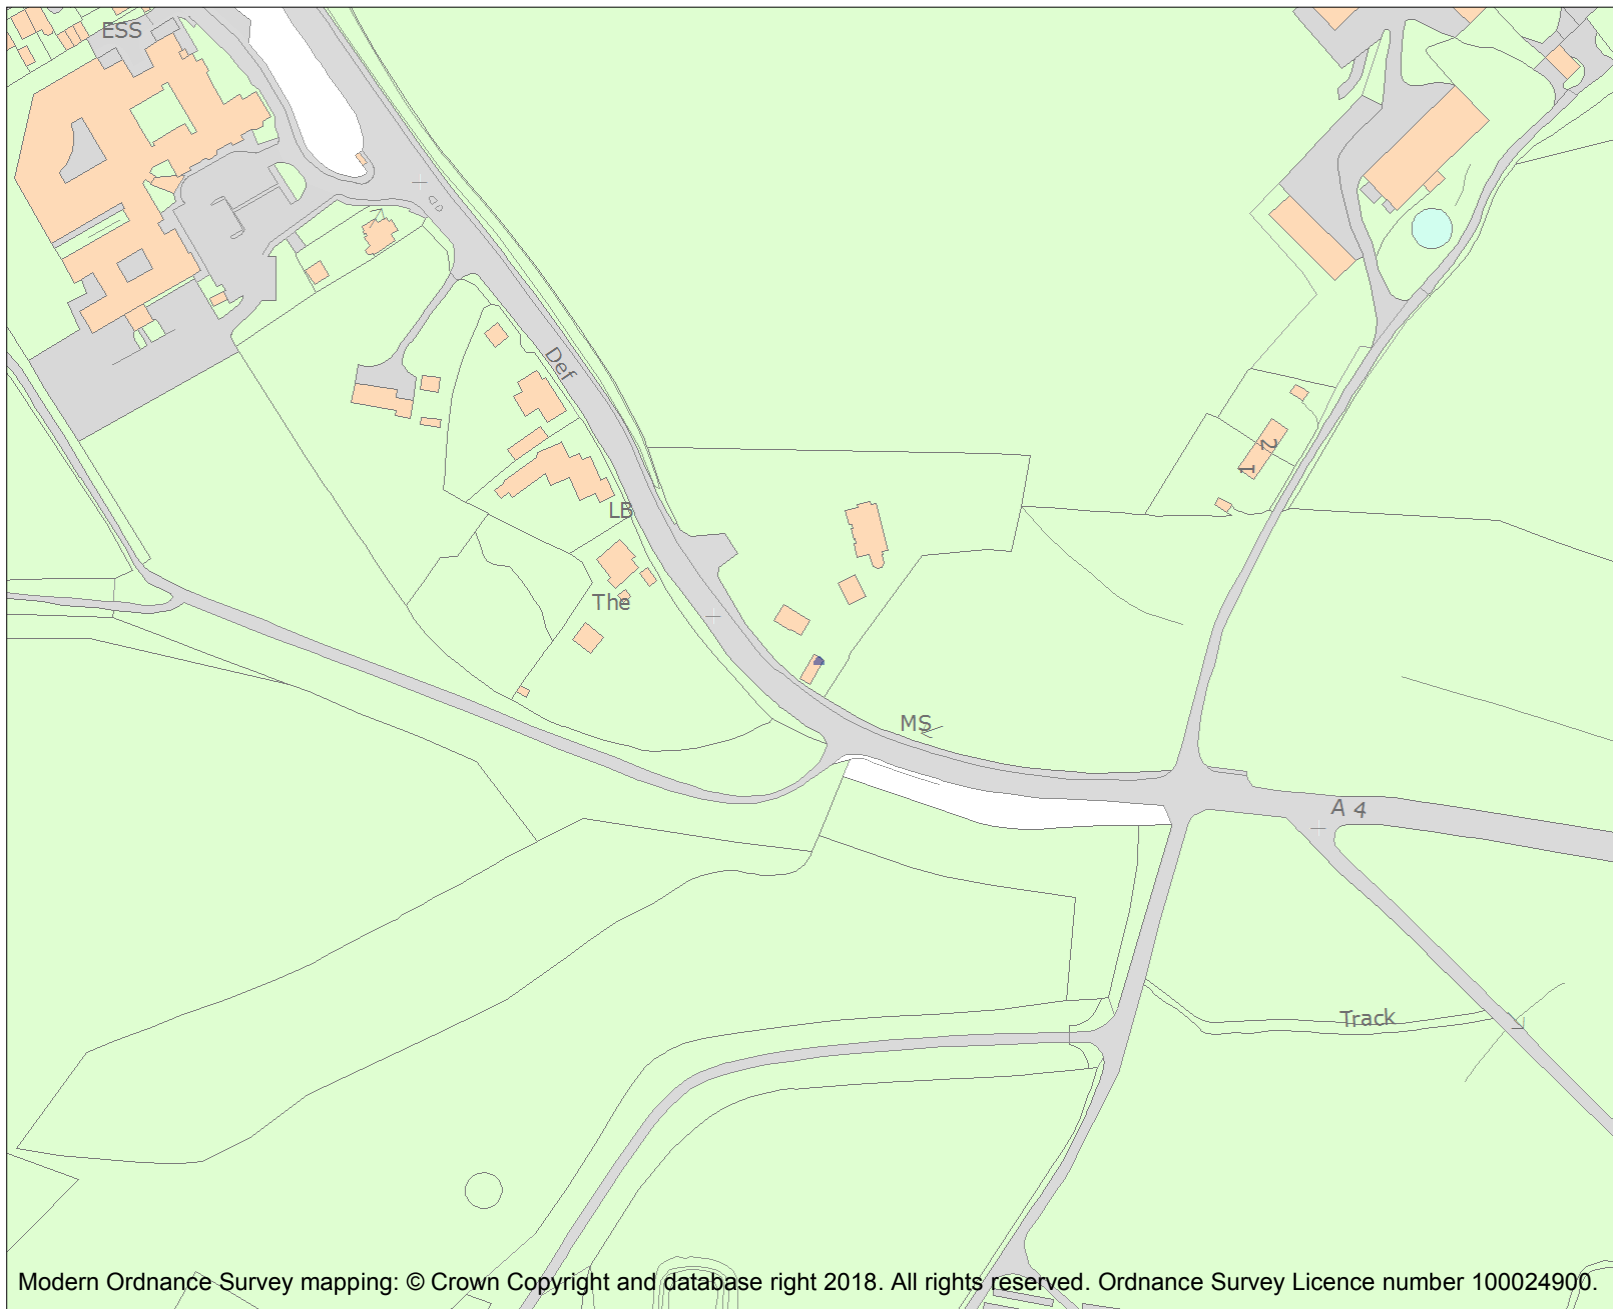 ESS
Def
2
1
LB
The
MS
A 4
Track
Modern Ordnance Survey mapping: © Crown Copyright and database right 2018. All rights reserved. Ordnance Survey Licence number 100024900.